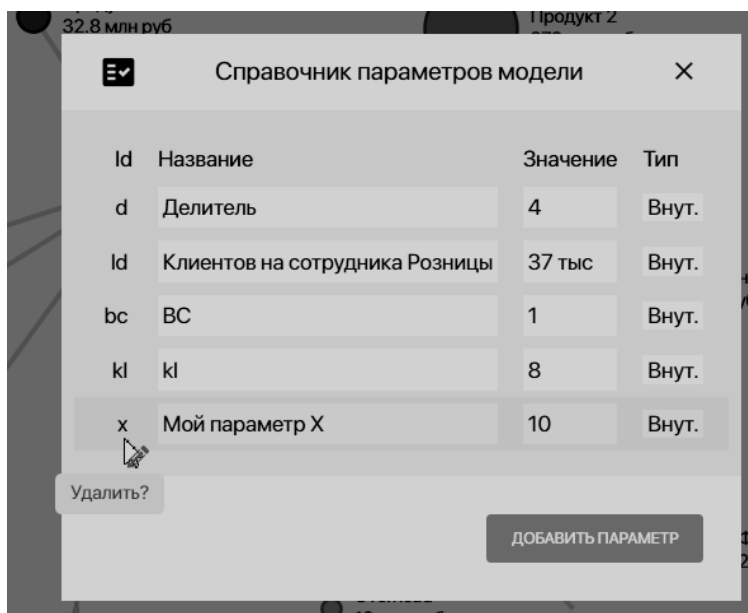 32.8 млн руб
Продукт 2
Справочник параметров модели
Id Название Значение Тип
d Делитель 4 Внут.
ld Клиентов на сотрудника Розницы 37 тыс Внут.
bc BC 1 Внут.
kl kl 8 Внут.
x Мой параметр X 10 Внут.
Удалить?
ДОБАВИТЬ ПАРАМЕТР